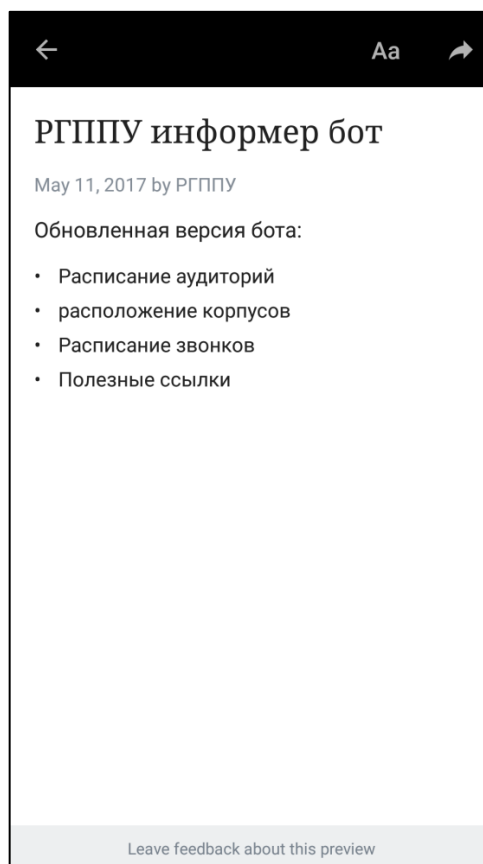 Aa
РГППУ информер бот
May 11, 2017 by РГППУ
Обновленная версия бота:
• Расписание аудиторий
• расположение корпусов
• Расписание звонков
• Полезные ссылки
Leave feedback about this preview